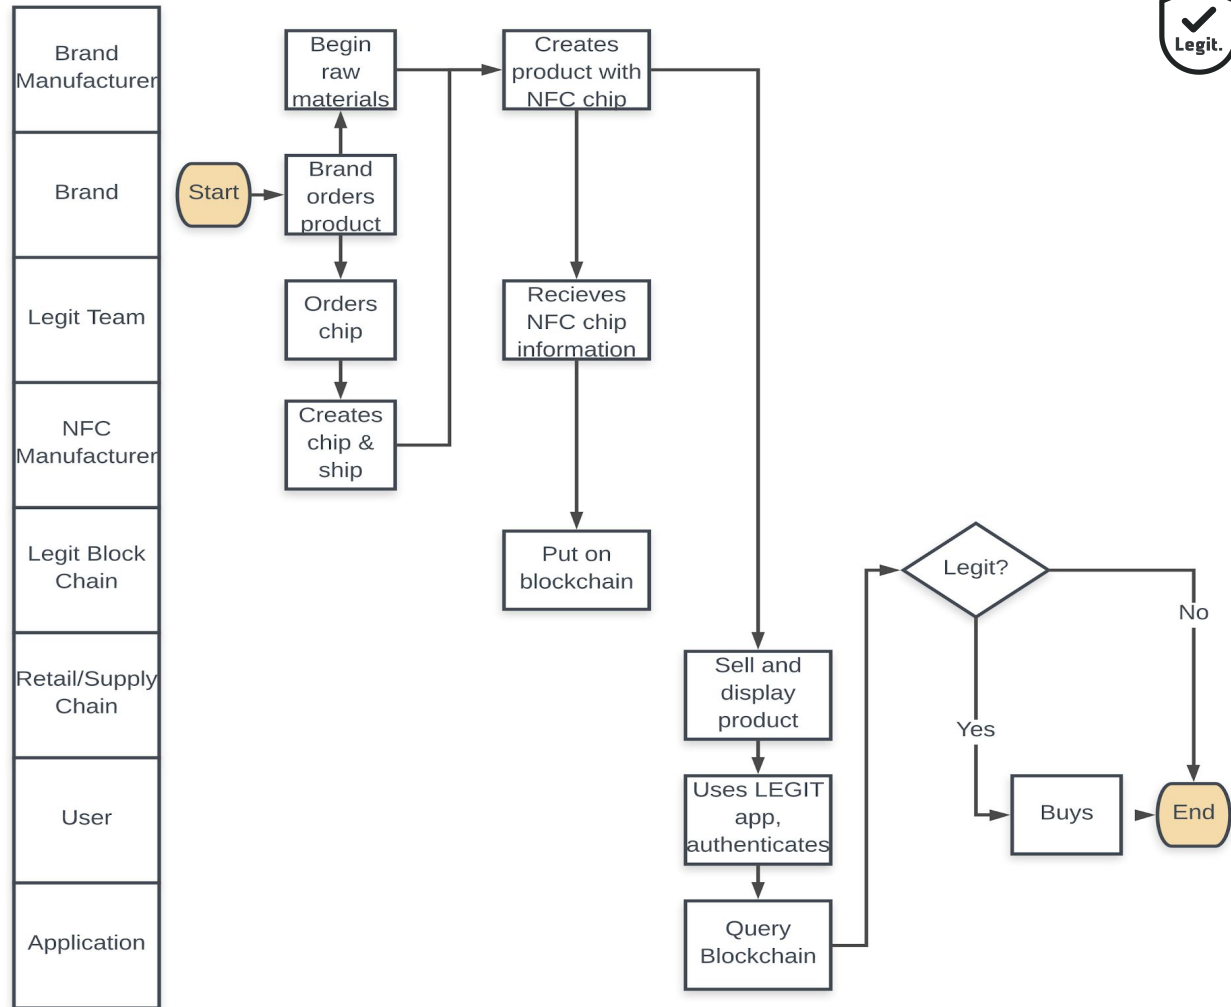 Brand
Manufacturer
Brand
Legit Team
NFC
Manufacturer
Legit Block
Chain
Retail/Supply
Chain
User
Application
Start
Begin
raw
materials
Brand
orders
product
Orders
chip
Creates
chip &
ship
Creates
product with
NFC chip
Recieves
NFC chip
information
Put on
blockchain
Sell and
display
product
Uses LEGIT
app,
authenticates
Query
Blockchain
Legit?
Yes
No
Buys
End
Legit.